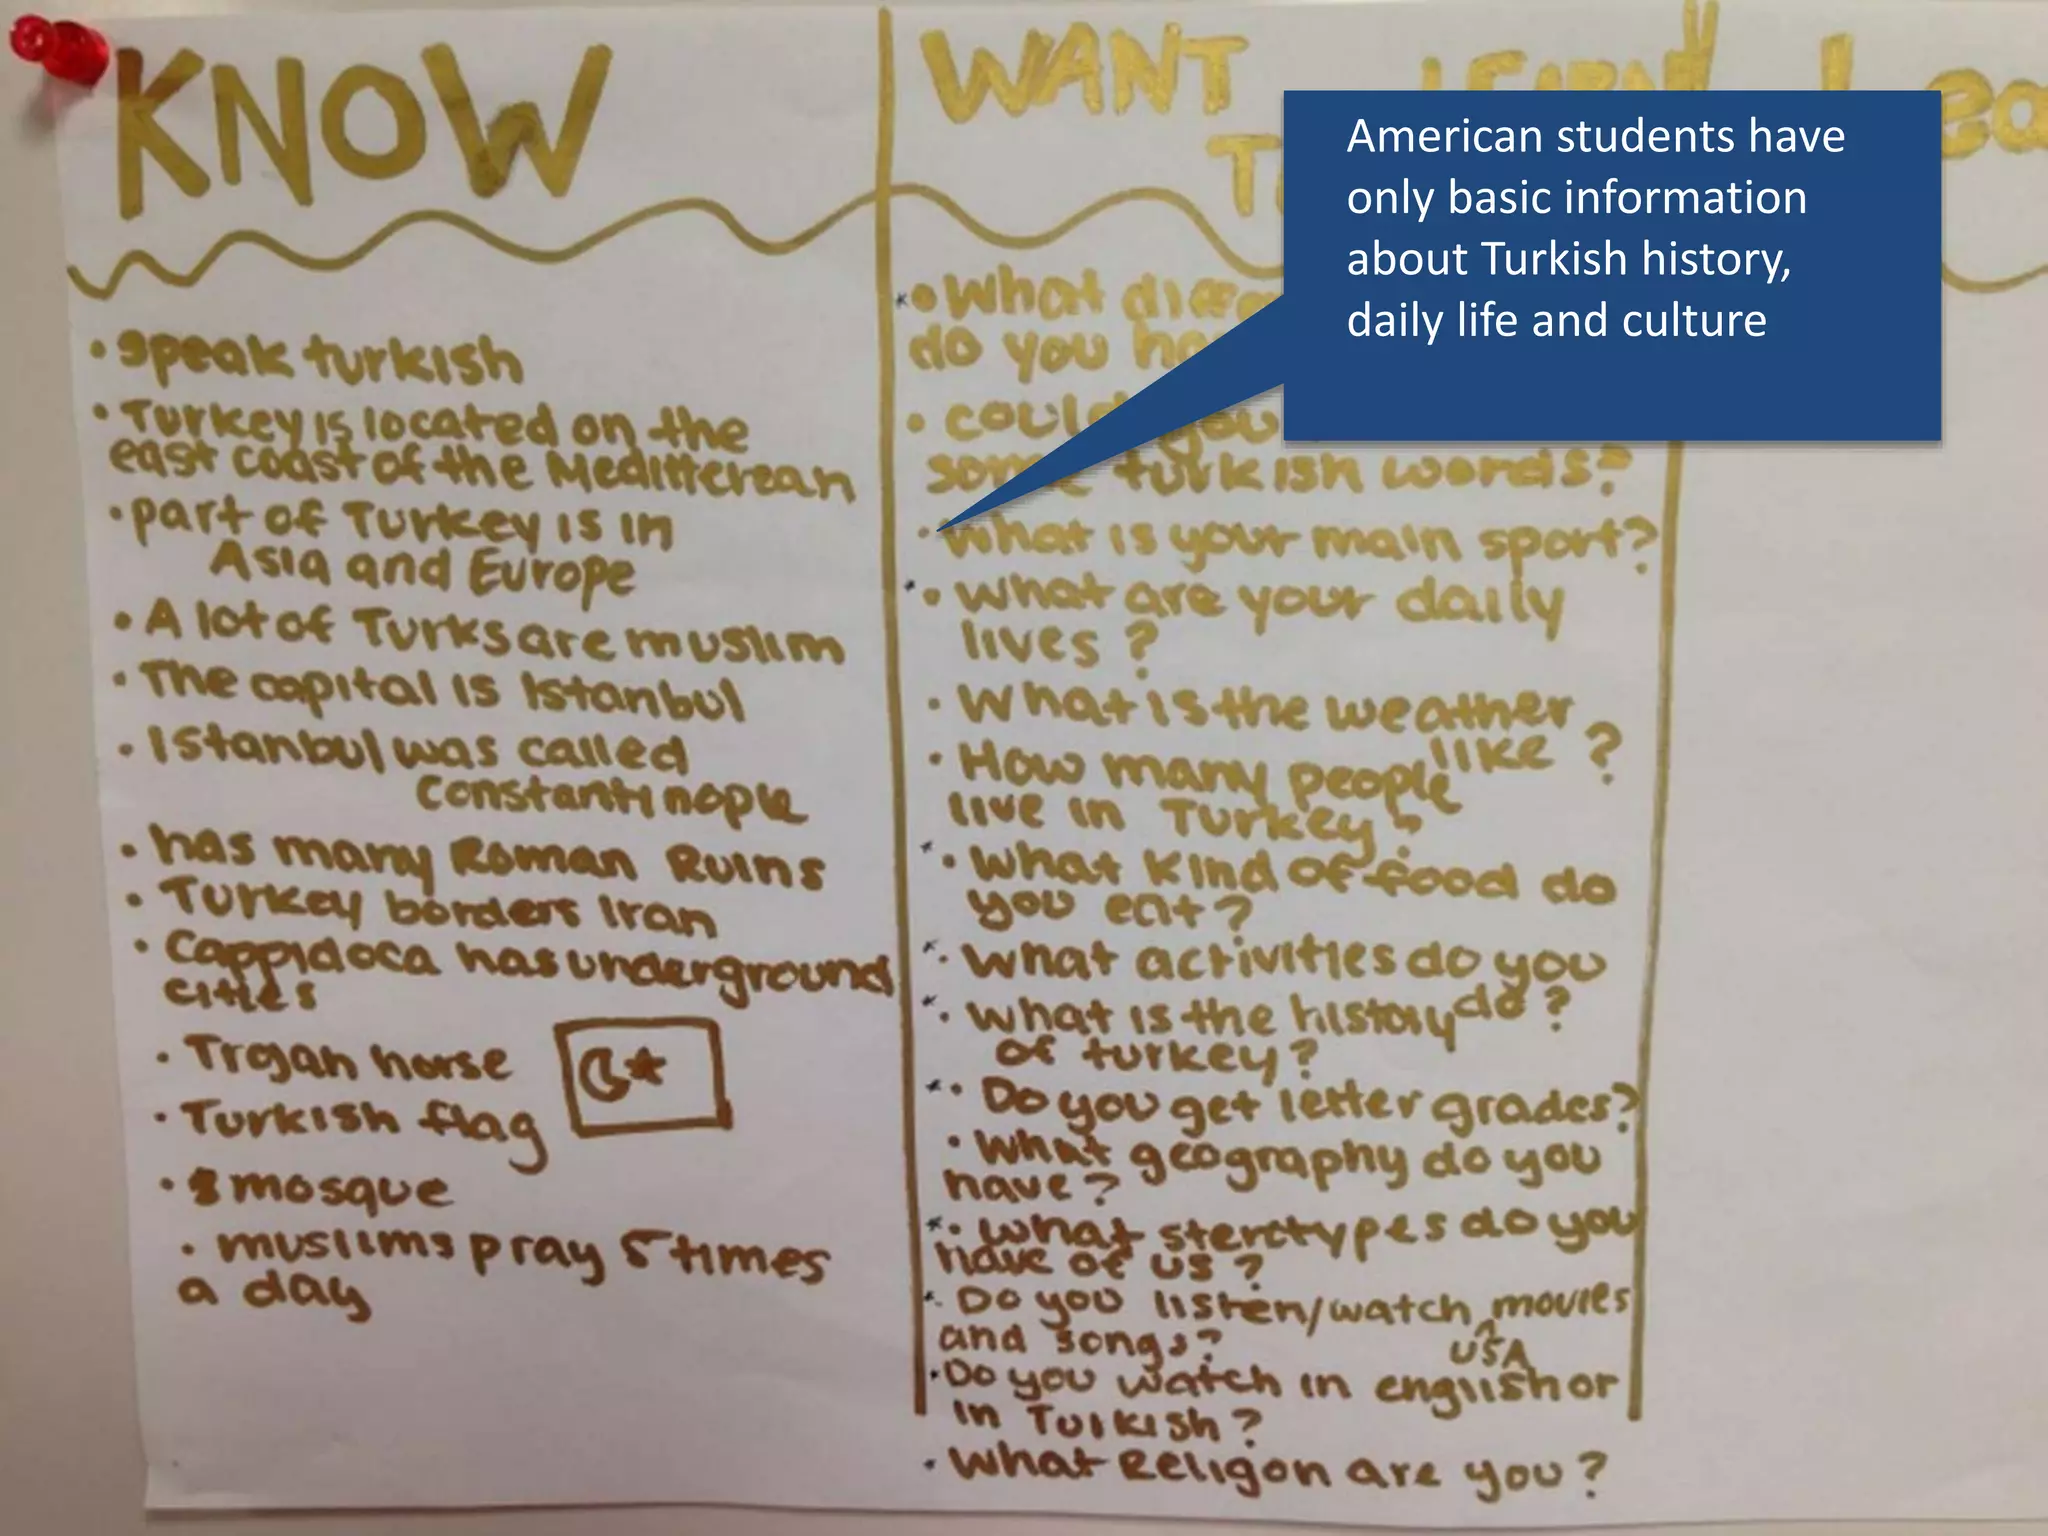 KNOW
• speak turkish
• Turkey is located on the
east coast of the Meditterean
• part of Turkey is in
Asia and Europe
• A lot of Turks are muslim
• The capital is Istanbul
• Istanbul was called
Constantinople
• has many Roman Ruins
• Turkey borders Iran
• Cappidoca has underground
cities
• Trojan horse
• Turkish flag
• mosque
• muslims pray 5 times
a day
WANT
LEARN
• What
do you
• could you
some turkish words?
• What is your main sport?
• What are your daily
lives?
• What is the weather
like?
• How many people
live in Turkey?
• What kind of food do
you eat?
• What activities do you
do?
• What is the history
of turkey?
• Do you get letter grades?
• What geography do you
have?
• What sterotypes do you
have of us?
• Do you listen/watch USA movies
and songs?
• Do you watch in english or
in Turkish?
• What Religon are you?
American students have
only basic information
about Turkish history,
daily life and culture